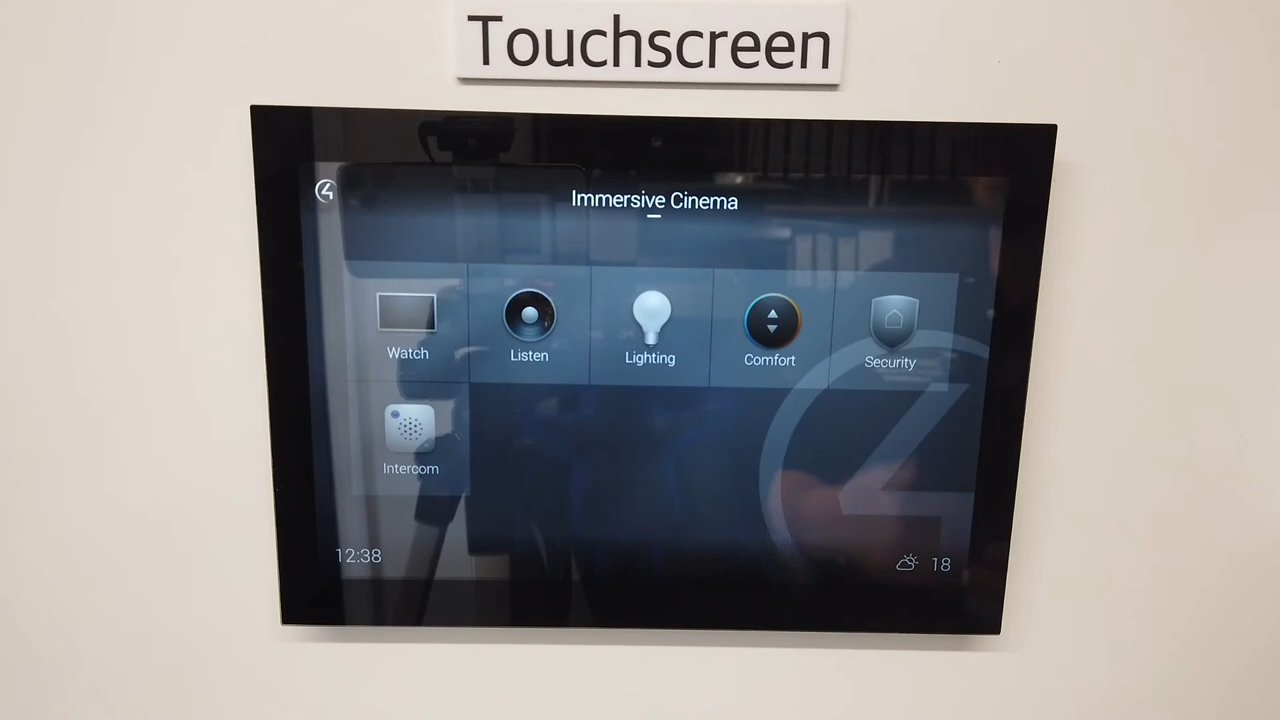 Touchscreen
Immersive Cinema
Watch
Listen
Lighting
Comfort
Security
Intercom
12:38
18